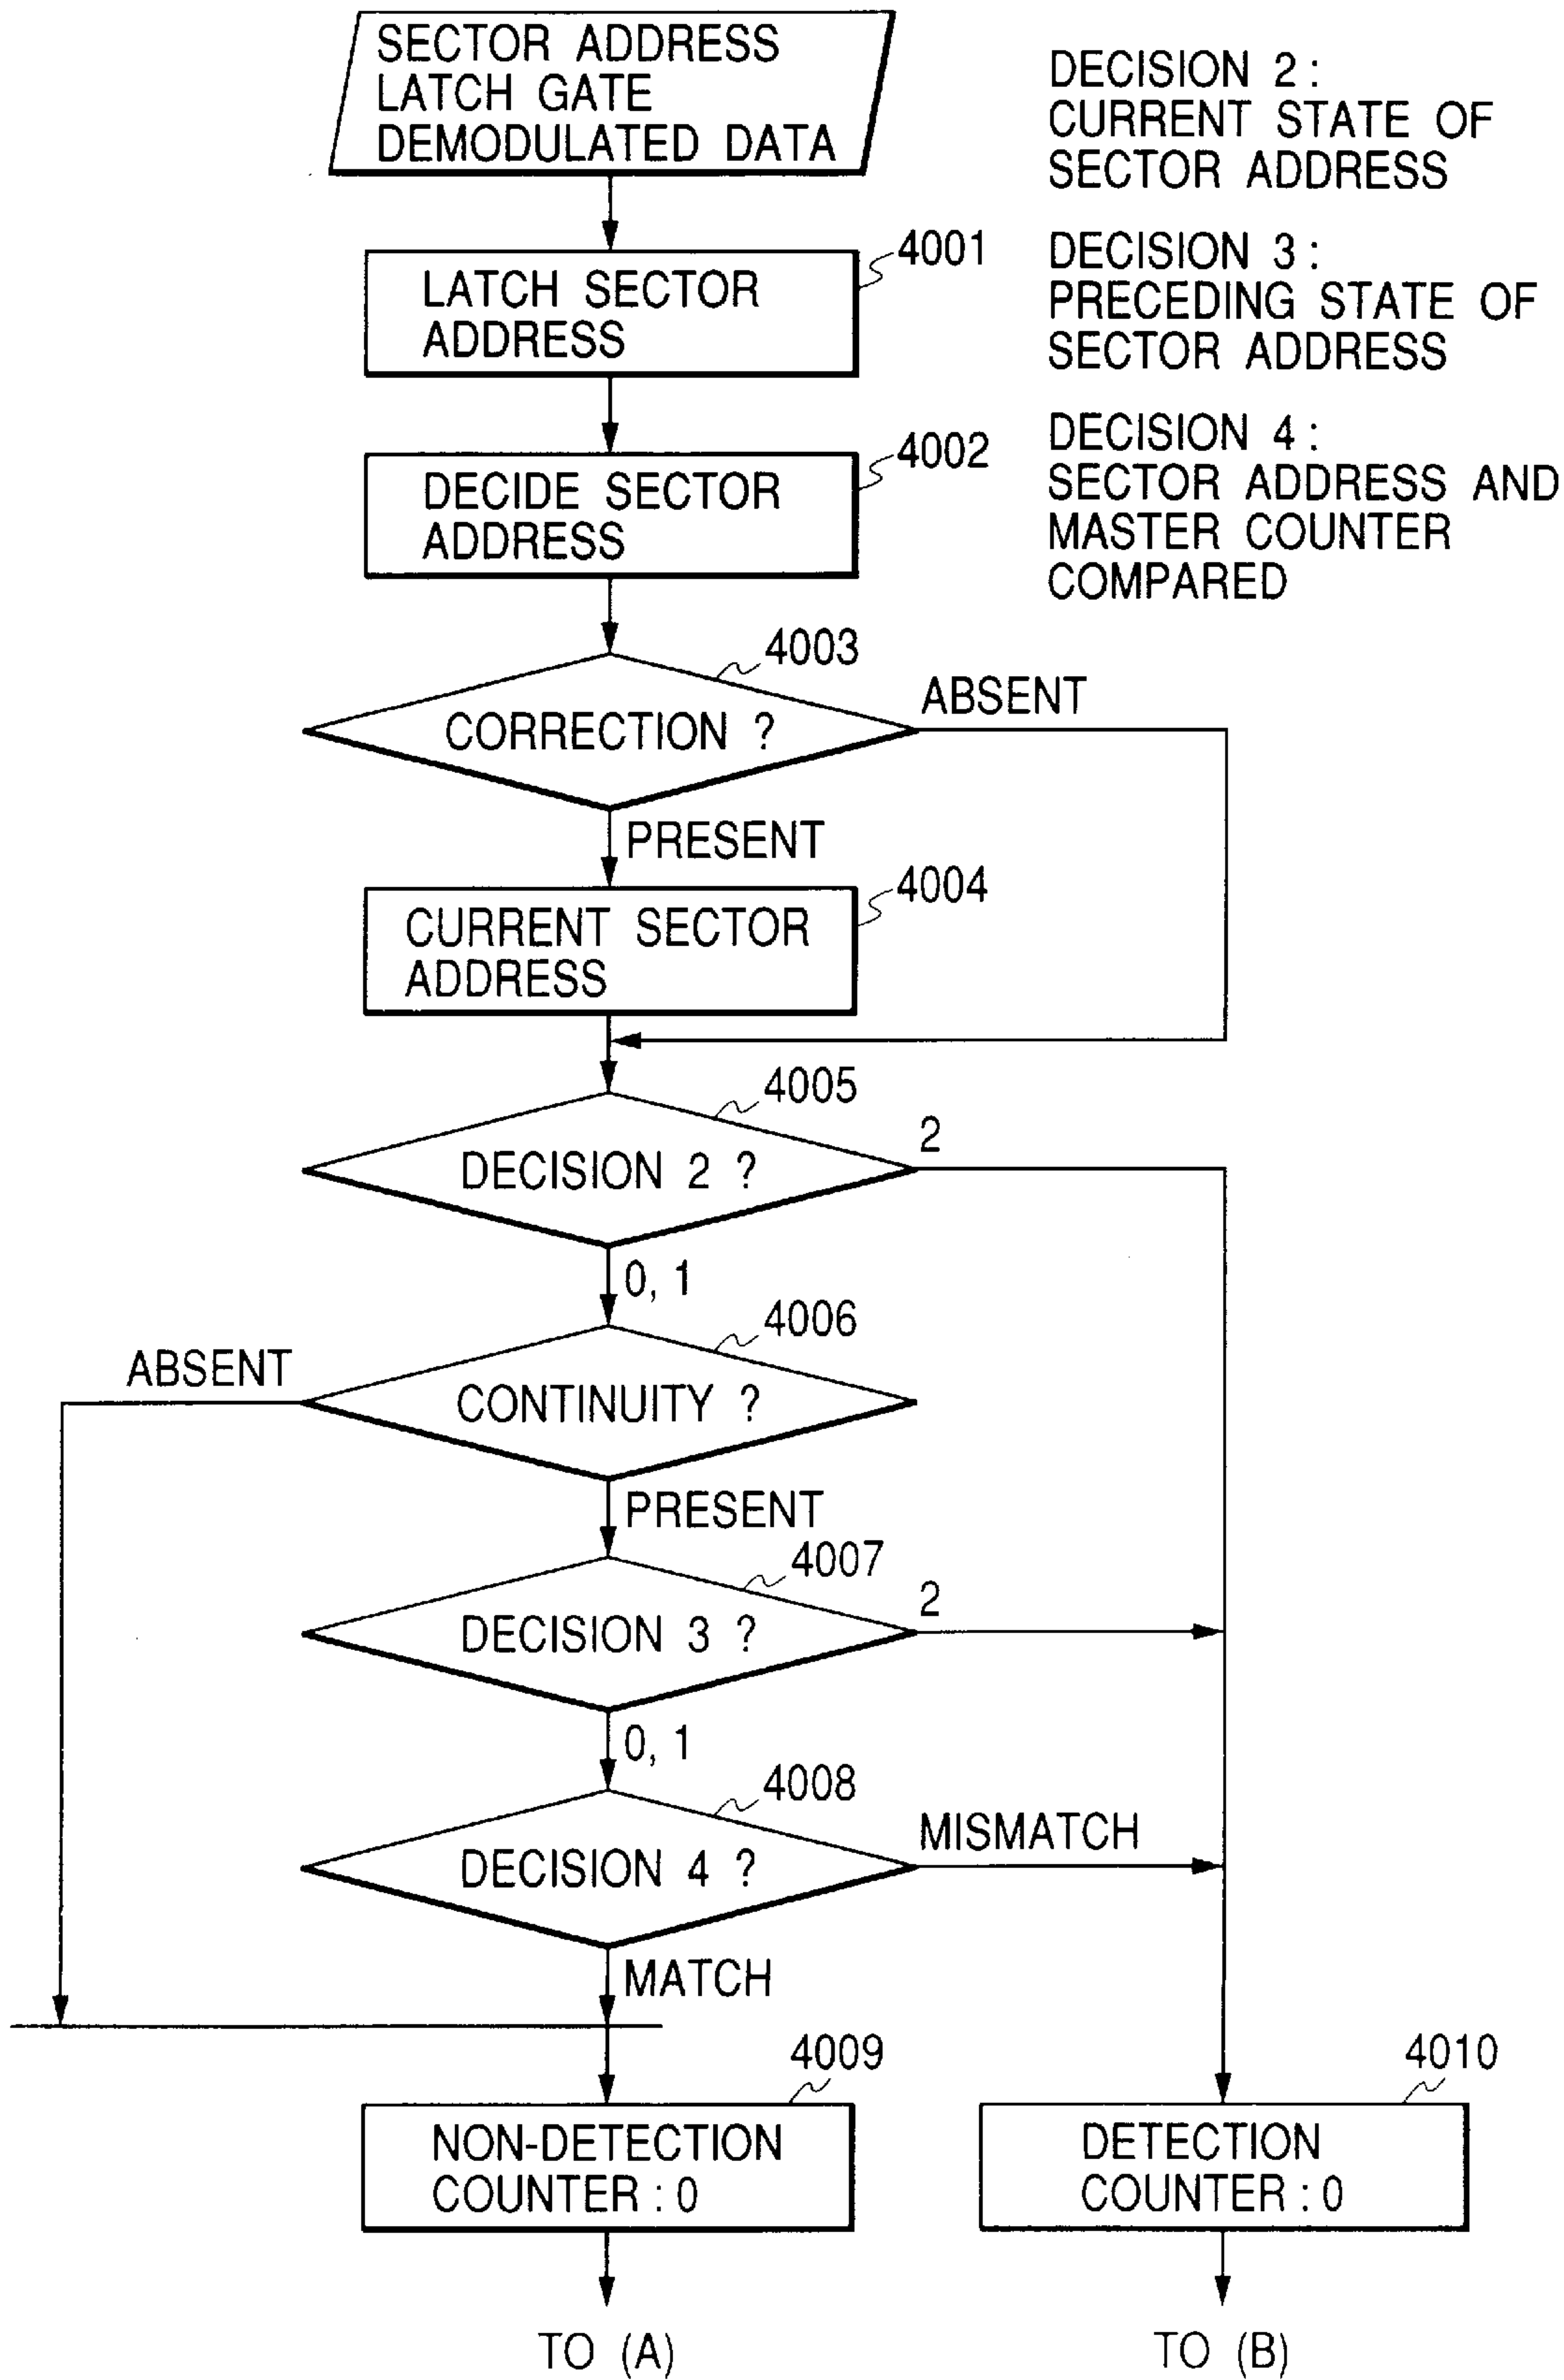 SECTOR ADDRESS
LATCH GATE
DEMODULATED DATA
DECISION 2 :
CURRENT STATE OF
SECTOR ADDRESS
DECISION 3 :
PRECEDING STATE OF
SECTOR ADDRESS
DECISION 4 :
SECTOR ADDRESS AND
MASTER COUNTER
COMPARED
4001
LATCH SECTOR
ADDRESS
4002
DECIDE SECTOR
ADDRESS
4003
CORRECTION ?
ABSENT
PRESENT
4004
CURRENT SECTOR
ADDRESS
4005
DECISION 2 ?
2
0, 1
4006
ABSENT
CONTINUITY ?
PRESENT
4007
DECISION 3 ?
2
0, 1
4008
DECISION 4 ?
MISMATCH
MATCH
4009
NON-DETECTION
COUNTER : 0
4010
DETECTION
COUNTER : 0
TO (A)
TO (B)